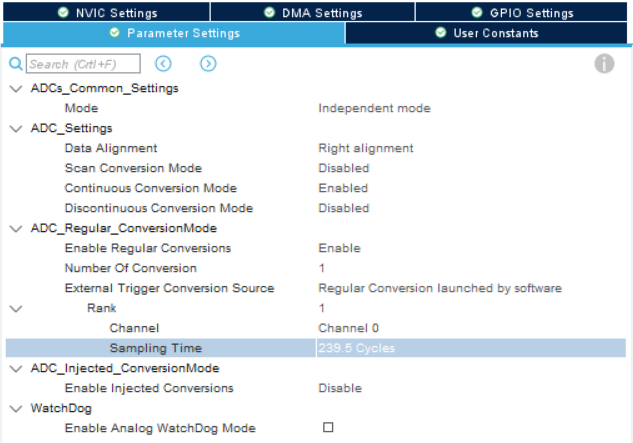 NVIC Settings DMA Settings GPIO Settings
Parameter Settings User Constants
Search (Crtl+F)
ADCs_Common_Settings
Mode Independent mode
ADC_Settings
Data Alignment Right alignment
Scan Conversion Mode Disabled
Continuous Conversion Mode Enabled
Discontinuous Conversion Mode Disabled
ADC_Regular_ConversionMode
Enable Regular Conversions Enable
Number Of Conversion 1
External Trigger Conversion Source Regular Conversion launched by software
Rank 1
Channel Channel 0
Sampling Time 239.5 Cycles
ADC_Injected_ConversionMode
Enable Injected Conversions Disable
WatchDog
Enable Analog WatchDog Mode